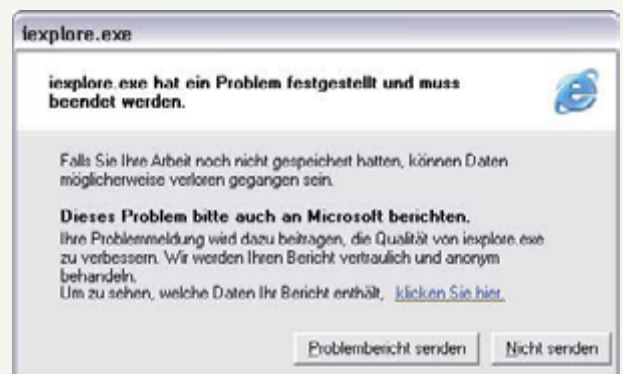 iexplore.exe
iexplore.exe hat ein Problem festgestellt und muss
beendet werden.
Falls Sie Ihre Arbeit noch nicht gespeichert hatten, können Daten
möglicherweise verloren gegangen sein.
Dieses Problem bitte auch an Microsoft berichten.
Ihre Problemmeldung wird dazu beitragen, die Qualität von iexplore.exe
zu verbessern. Wir werden Ihren Bericht vertraulich und anonym
behandeln.
Um zu sehen, welche Daten Ihr Bericht enthält, klicken Sie hier.
Problembericht senden Nicht senden